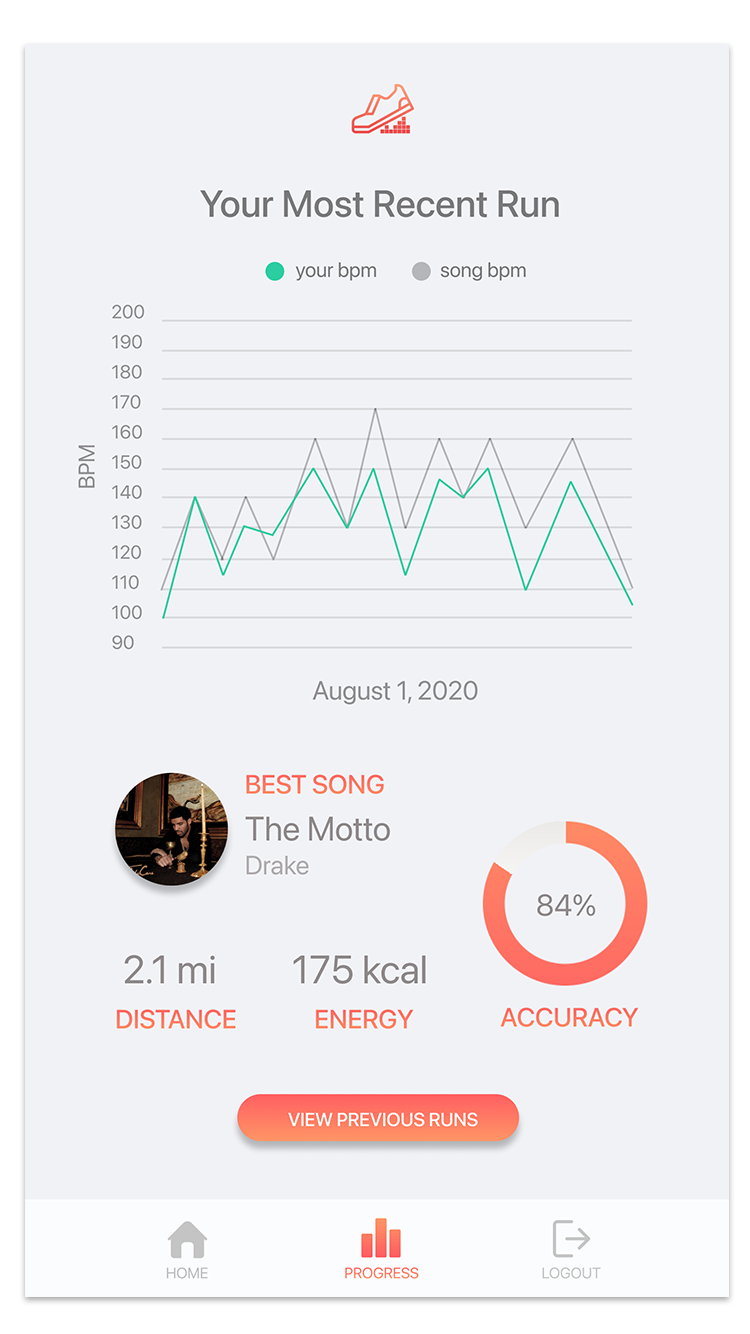 Your Most Recent Run
your bpm song bpm
200
190
180
170
160
150
140
130
120
110
100
90
BPM
August 1, 2020
BEST SONG
The Motto
Drake
84%
2.1 mi 175 kcal
DISTANCE ENERGY ACCURACY
VIEW PREVIOUS RUNS
HOME PROGRESS LOGOUT